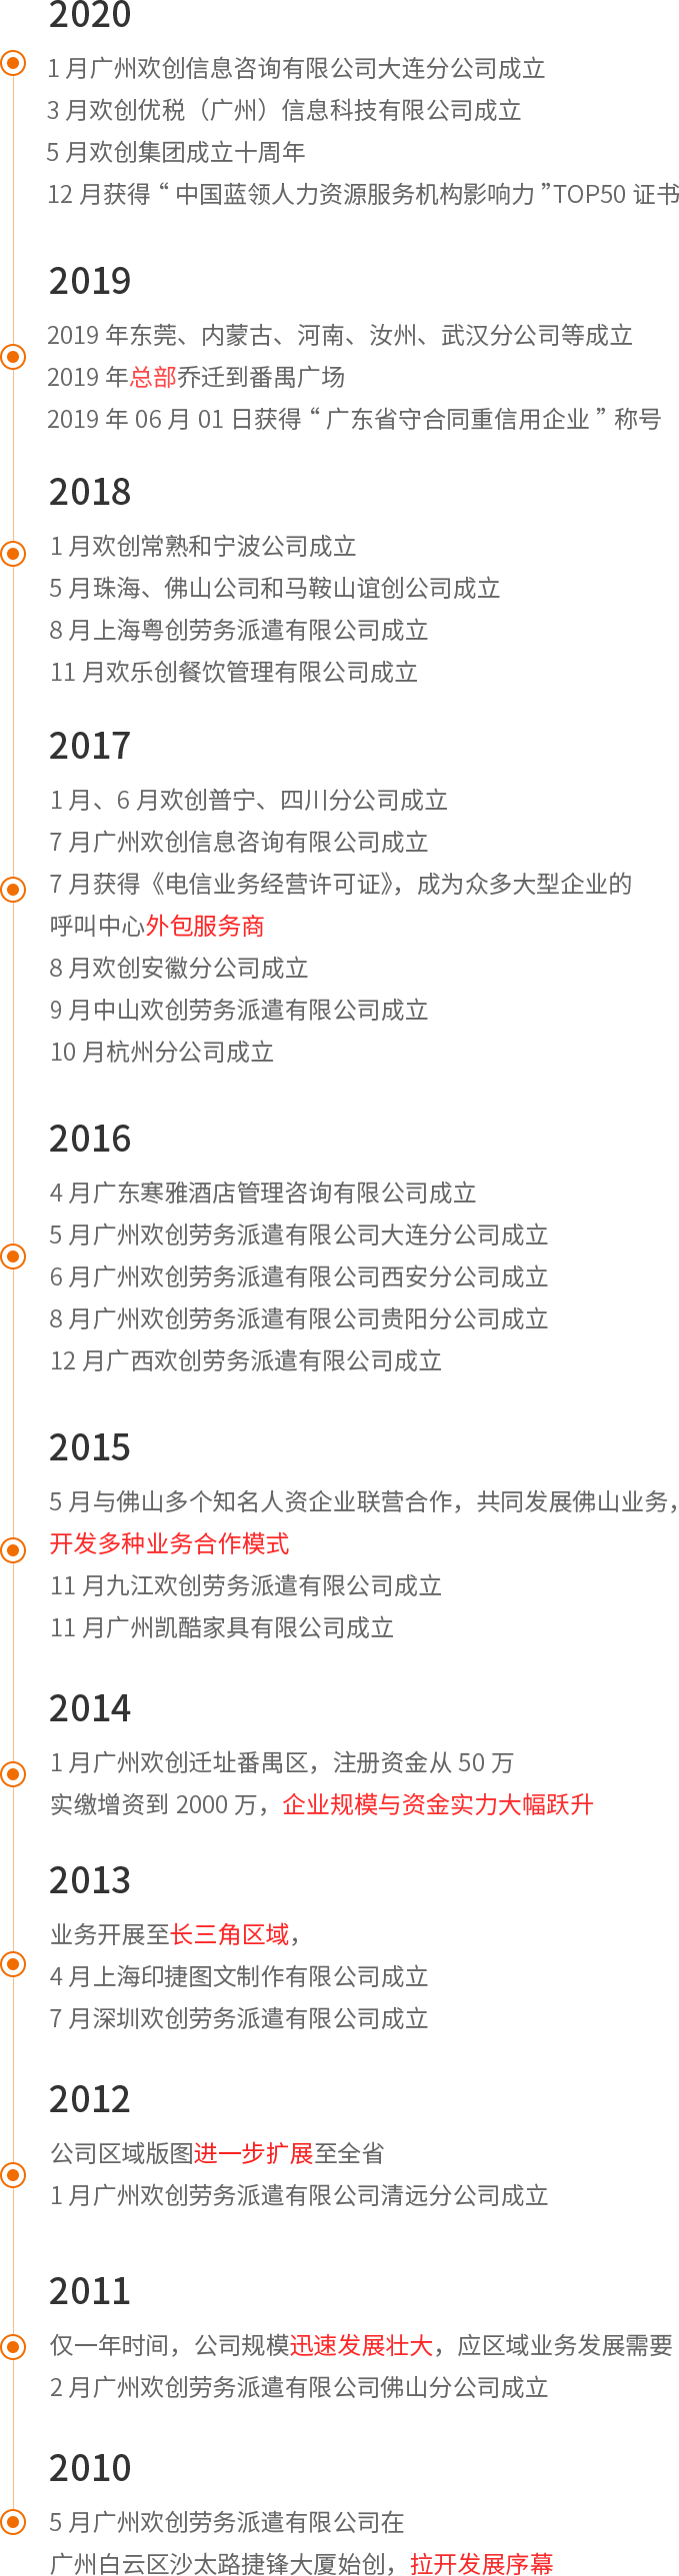 2020
1 月广州欢创信息咨询有限公司大连分公司成立
3 月欢创优税（广州）信息科技有限公司成立
5 月欢创集团成立十周年
12 月获得 “ 中国蓝领人力资源服务机构影响力 ”TOP50 证书
2019
2019 年东莞、内蒙古、河南、汝州、武汉分公司等成立
2019 年总部乔迁到番禺广场
2019 年 06 月 01 日获得 “ 广东省守合同重信用企业 ” 称号
2018
1 月欢创常熟和宁波公司成立
5 月珠海、佛山公司和马鞍山谊创公司成立
8 月上海粤创劳务派遣有限公司成立
11 月欢乐创餐饮管理有限公司成立
2017
1 月、6 月欢创普宁、四川分公司成立
7 月广州欢创信息咨询有限公司成立
7 月获得《电信业务经营许可证》，成为众多大型企业的
呼叫中心外包服务商
8 月欢创安徽分公司成立
9 月中山欢创劳务派遣有限公司成立
10 月杭州分公司成立
2016
4 月广东寒雅酒店管理咨询有限公司成立
5 月广州欢创劳务派遣有限公司大连分公司成立
6 月广州欢创劳务派遣有限公司西安分公司成立
8 月广州欢创劳务派遣有限公司贵阳分公司成立
12 月广西欢创劳务派遣有限公司成立
2015
5 月与佛山多个知名人资企业联营合作，共同发展佛山业务，
开发多种业务合作模式
11 月九江欢创劳务派遣有限公司成立
11 月广州凯酷家具有限公司成立
2014
1 月广州欢创迁址番禺区，注册资金从 50 万
实缴增资到 2000 万，企业规模与资金实力大幅跃升
2013
业务开展至长三角区域，
4 月上海印捷图文制作有限公司成立
7 月深圳欢创劳务派遣有限公司成立
2012
公司区域版图进一步扩展至全省
1 月广州欢创劳务派遣有限公司清远分公司成立
2011
仅一年时间，公司规模迅速发展壮大，应区域业务发展需要
2 月广州欢创劳务派遣有限公司佛山分公司成立
2010
5 月广州欢创劳务派遣有限公司在
广州白云区沙太路捷锋大厦始创，拉开发展序幕